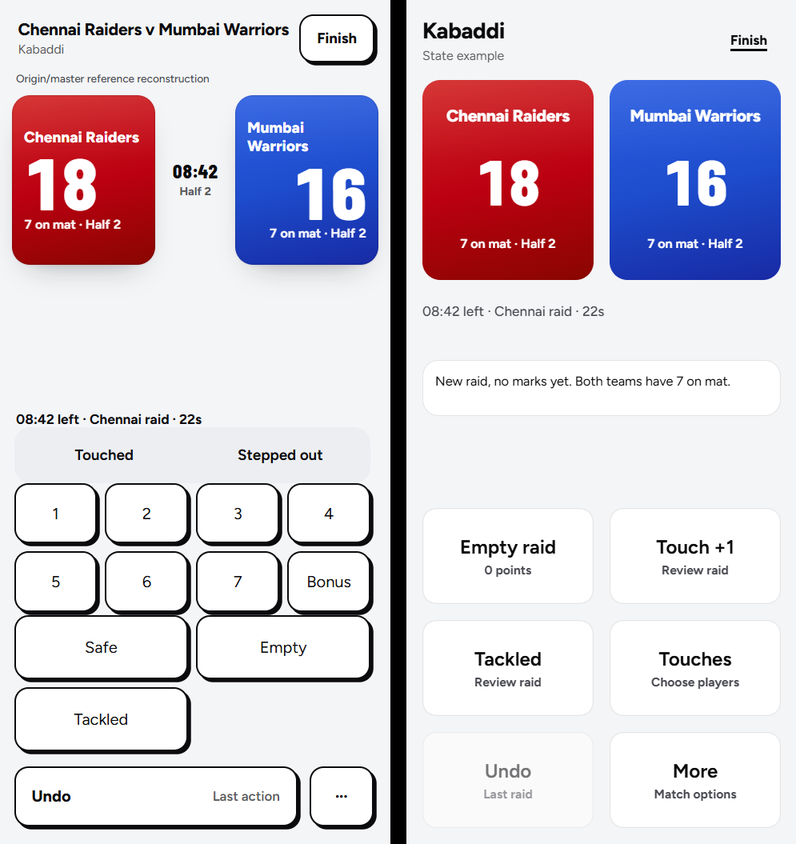 Chennai Raiders v Mumbai Warriors
Kabaddi
Finish
Origin/master reference reconstruction
Chennai Raiders
18
7 on mat · Half 2
08:42
Half 2
Mumbai
Warriors
16
7 on mat · Half 2
08:42 left · Chennai raid · 22s
Touched
Stepped out
1
2
3
4
5
6
7
Bonus
Safe
Empty
Tackled
Undo
Last action
···
Kabaddi
State example
Finish
Chennai Raiders
18
7 on mat · Half 2
Mumbai Warriors
16
7 on mat · Half 2
08:42 left · Chennai raid · 22s
New raid, no marks yet. Both teams have 7 on mat.
Empty raid
0 points
Touch +1
Review raid
Tackled
Review raid
Touches
Choose players
Undo
Last raid
More
Match options